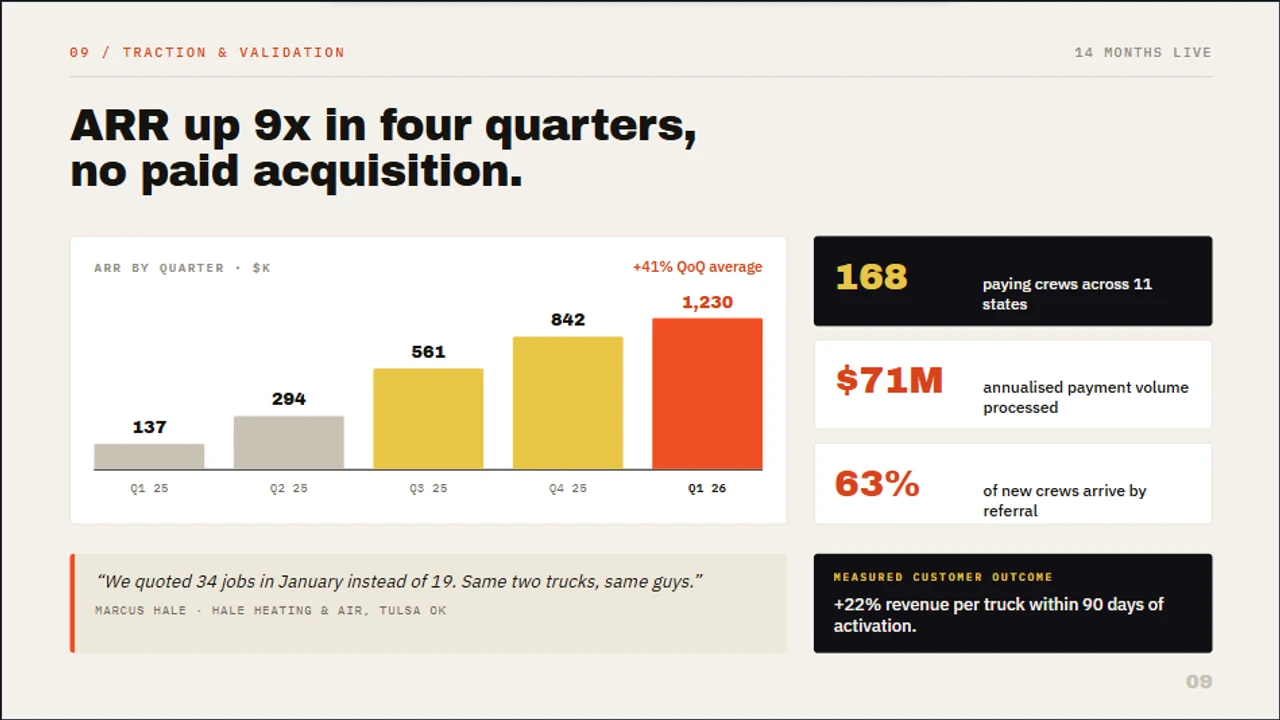 09 / TRACTION & VALIDATION
14 MONTHS LIVE
ARR up 9x in four quarters,
no paid acquisition.
ARR BY QUARTER · $K
+41% QoQ average
137
294
561
842
1,230
Q1 25
Q2 25
Q3 25
Q4 25
Q1 26
168
paying crews across 11
states
$71M
annualised payment volume
processed
63%
of new crews arrive by
referral
“We quoted 34 jobs in January instead of 19. Same two trucks, same guys.”
MARCUS HALE · HALE HEATING & AIR, TULSA OK
MEASURED CUSTOMER OUTCOME
+22% revenue per truck within 90 days of
activation.
09